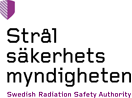 Strål
säkerhets
myndigheten
Swedish Radiation Safety Authority